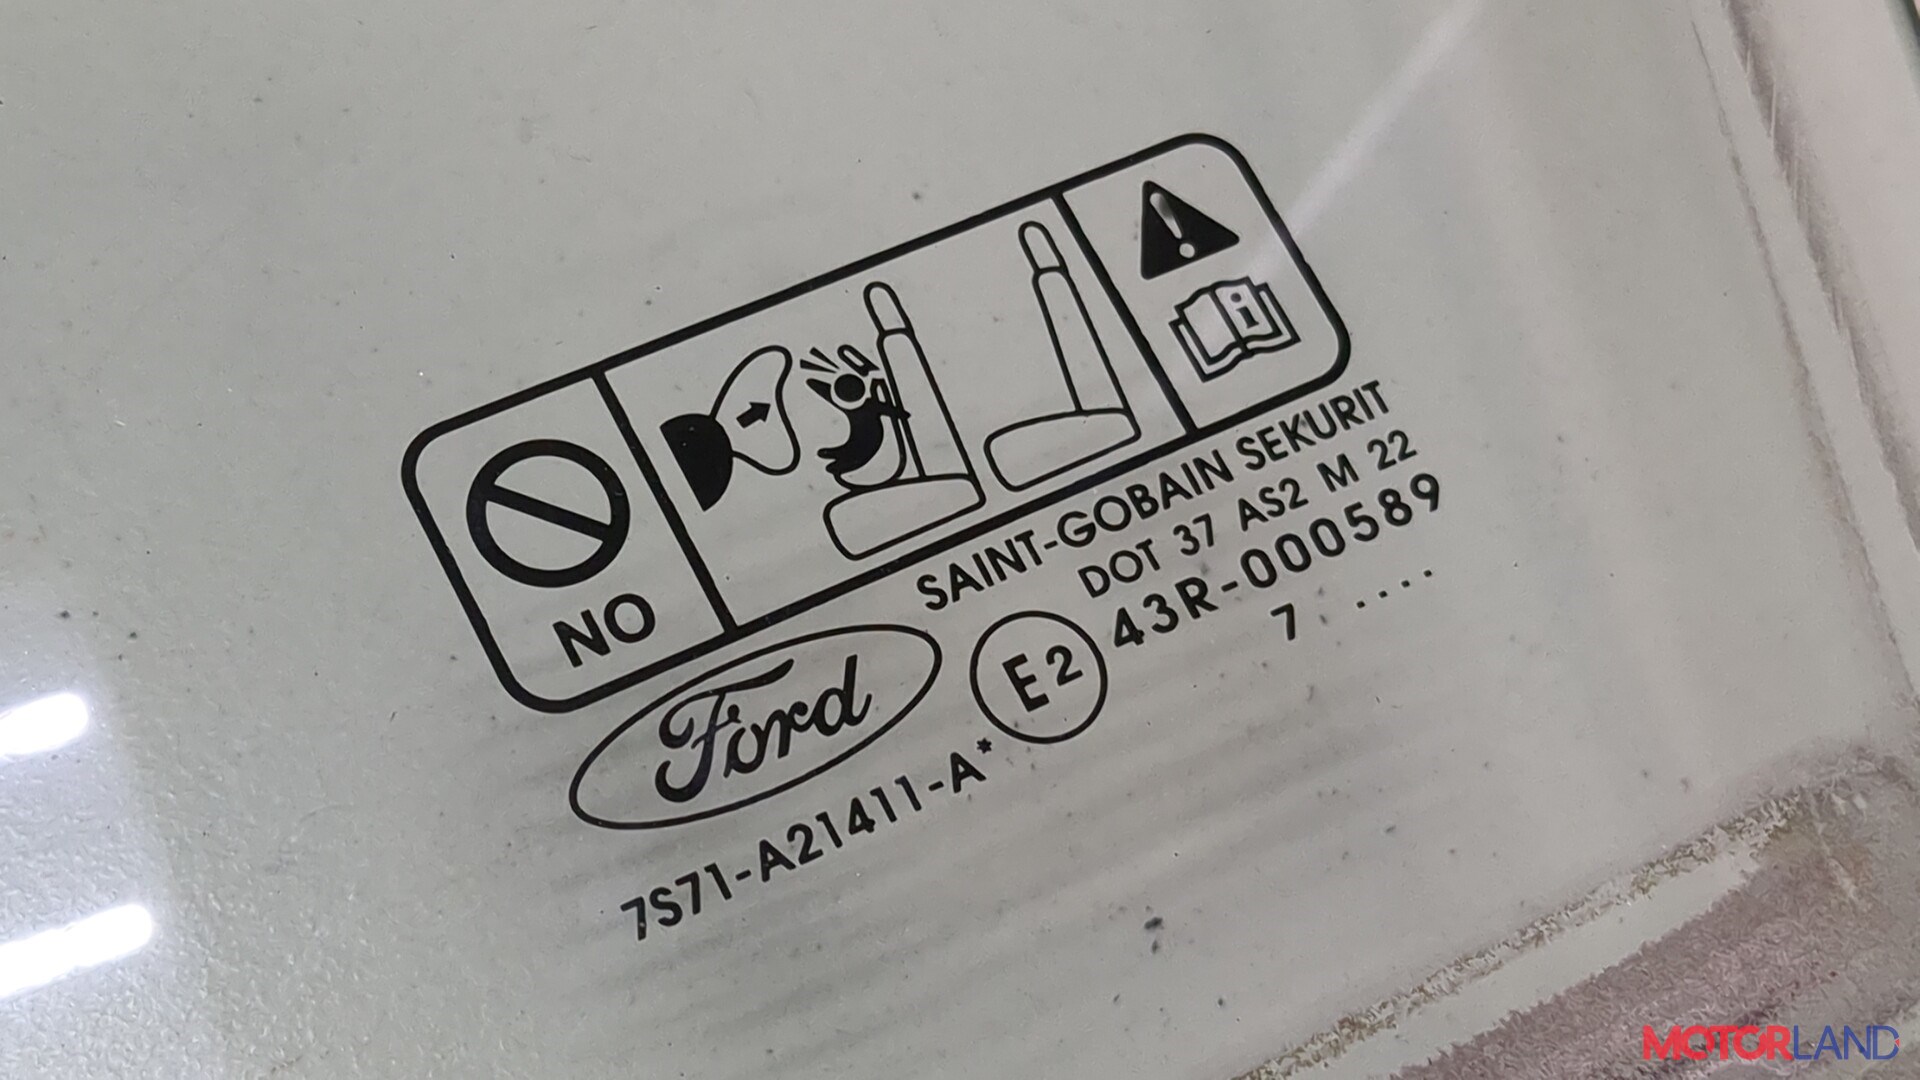 NO
SAINT-GOBAIN SEKURIT
DOT 37 AS2 M 22
43R-000589
E2
7 ....
Ford
7S71-A21411-A*
MOTORLAND